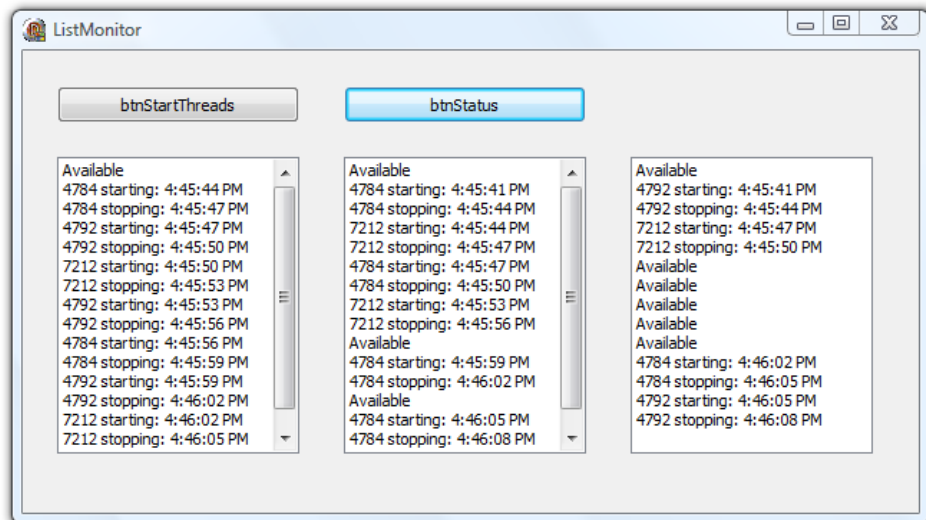 ListMonitor
btnStartThreads
btnStatus
Available
4784 starting: 4:45:44 PM
4784 stopping: 4:45:47 PM
4792 starting: 4:45:47 PM
4792 stopping: 4:45:50 PM
7212 starting: 4:45:50 PM
7212 stopping: 4:45:53 PM
4792 starting: 4:45:53 PM
4792 stopping: 4:45:56 PM
4784 starting: 4:45:56 PM
4784 stopping: 4:45:59 PM
4792 starting: 4:45:59 PM
4792 stopping: 4:46:02 PM
7212 starting: 4:46:02 PM
7212 stopping: 4:46:05 PM
Available
4784 starting: 4:45:41 PM
4784 stopping: 4:45:44 PM
7212 starting: 4:45:44 PM
7212 stopping: 4:45:47 PM
4784 starting: 4:45:47 PM
4784 stopping: 4:45:50 PM
7212 starting: 4:45:53 PM
7212 stopping: 4:45:56 PM
Available
4784 starting: 4:45:59 PM
4784 stopping: 4:46:02 PM
Available
4784 starting: 4:46:05 PM
4784 stopping: 4:46:08 PM
Available
4792 starting: 4:45:41 PM
4792 stopping: 4:45:44 PM
7212 starting: 4:45:47 PM
7212 stopping: 4:45:50 PM
Available
Available
Available
Available
Available
4784 starting: 4:46:02 PM
4784 stopping: 4:46:05 PM
4792 starting: 4:46:05 PM
4792 stopping: 4:46:08 PM